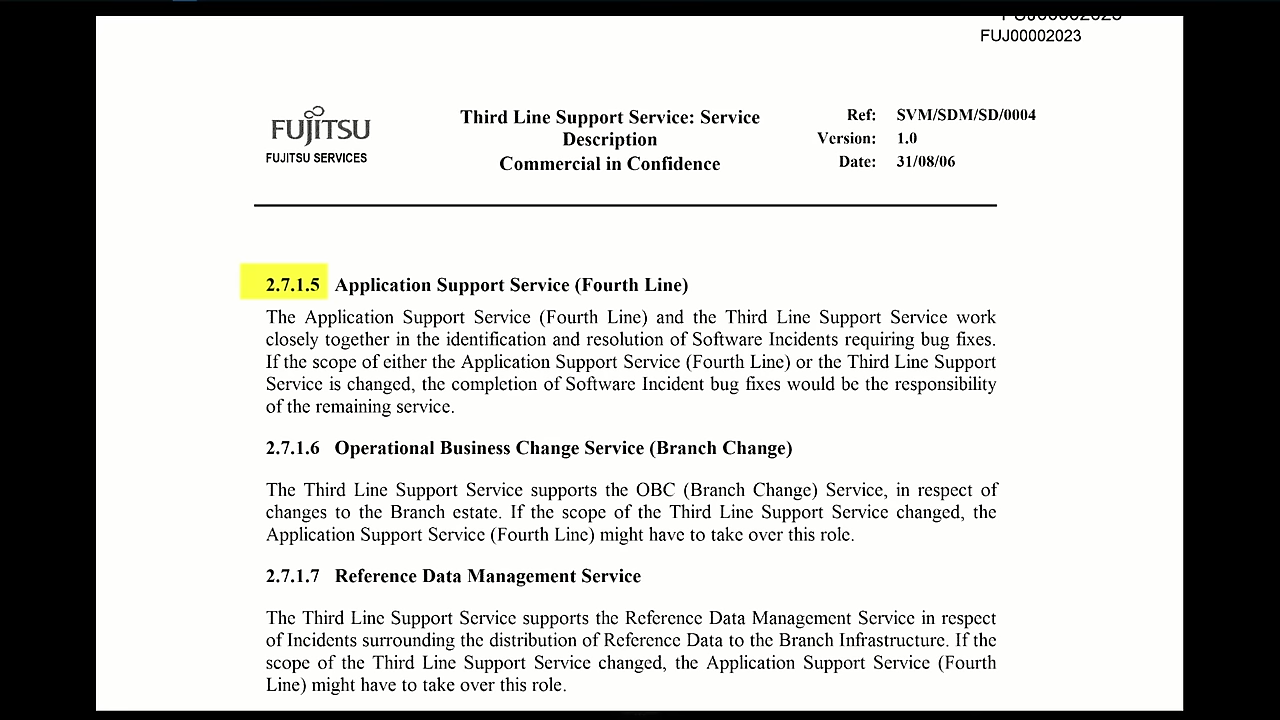 FUJ00002023
FUJ00002023
FUJITSU
FUJITSU SERVICES
Third Line Support Service: Service
Description
Commercial in Confidence
Ref: SVM/SDM/SD/0004
Version: 1.0
Date: 31/08/06
2.7.1.5 Application Support Service (Fourth Line)
The Application Support Service (Fourth Line) and the Third Line Support Service work
closely together in the identification and resolution of Software Incidents requiring bug fixes.
If the scope of either the Application Support Service (Fourth Line) or the Third Line Support
Service is changed, the completion of Software Incident bug fixes would be the responsibility
of the remaining service.
2.7.1.6 Operational Business Change Service (Branch Change)
The Third Line Support Service supports the OBC (Branch Change) Service, in respect of
changes to the Branch estate. If the scope of the Third Line Support Service changed, the
Application Support Service (Fourth Line) might have to take over this role.
2.7.1.7 Reference Data Management Service
The Third Line Support Service supports the Reference Data Management Service in respect
of Incidents surrounding the distribution of Reference Data to the Branch Infrastructure. If the
scope of the Third Line Support Service changed, the Application Support Service (Fourth
Line) might have to take over this role.